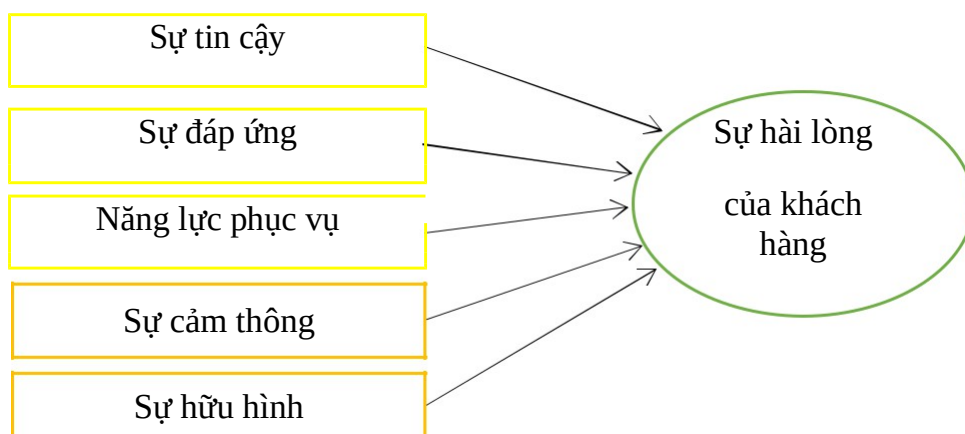 Sự tin cậy
Sự đáp ứng
Năng lực phục vụ
Sự cảm thông
Sự hữu hình
Sự hài lòng
của khách
hàng